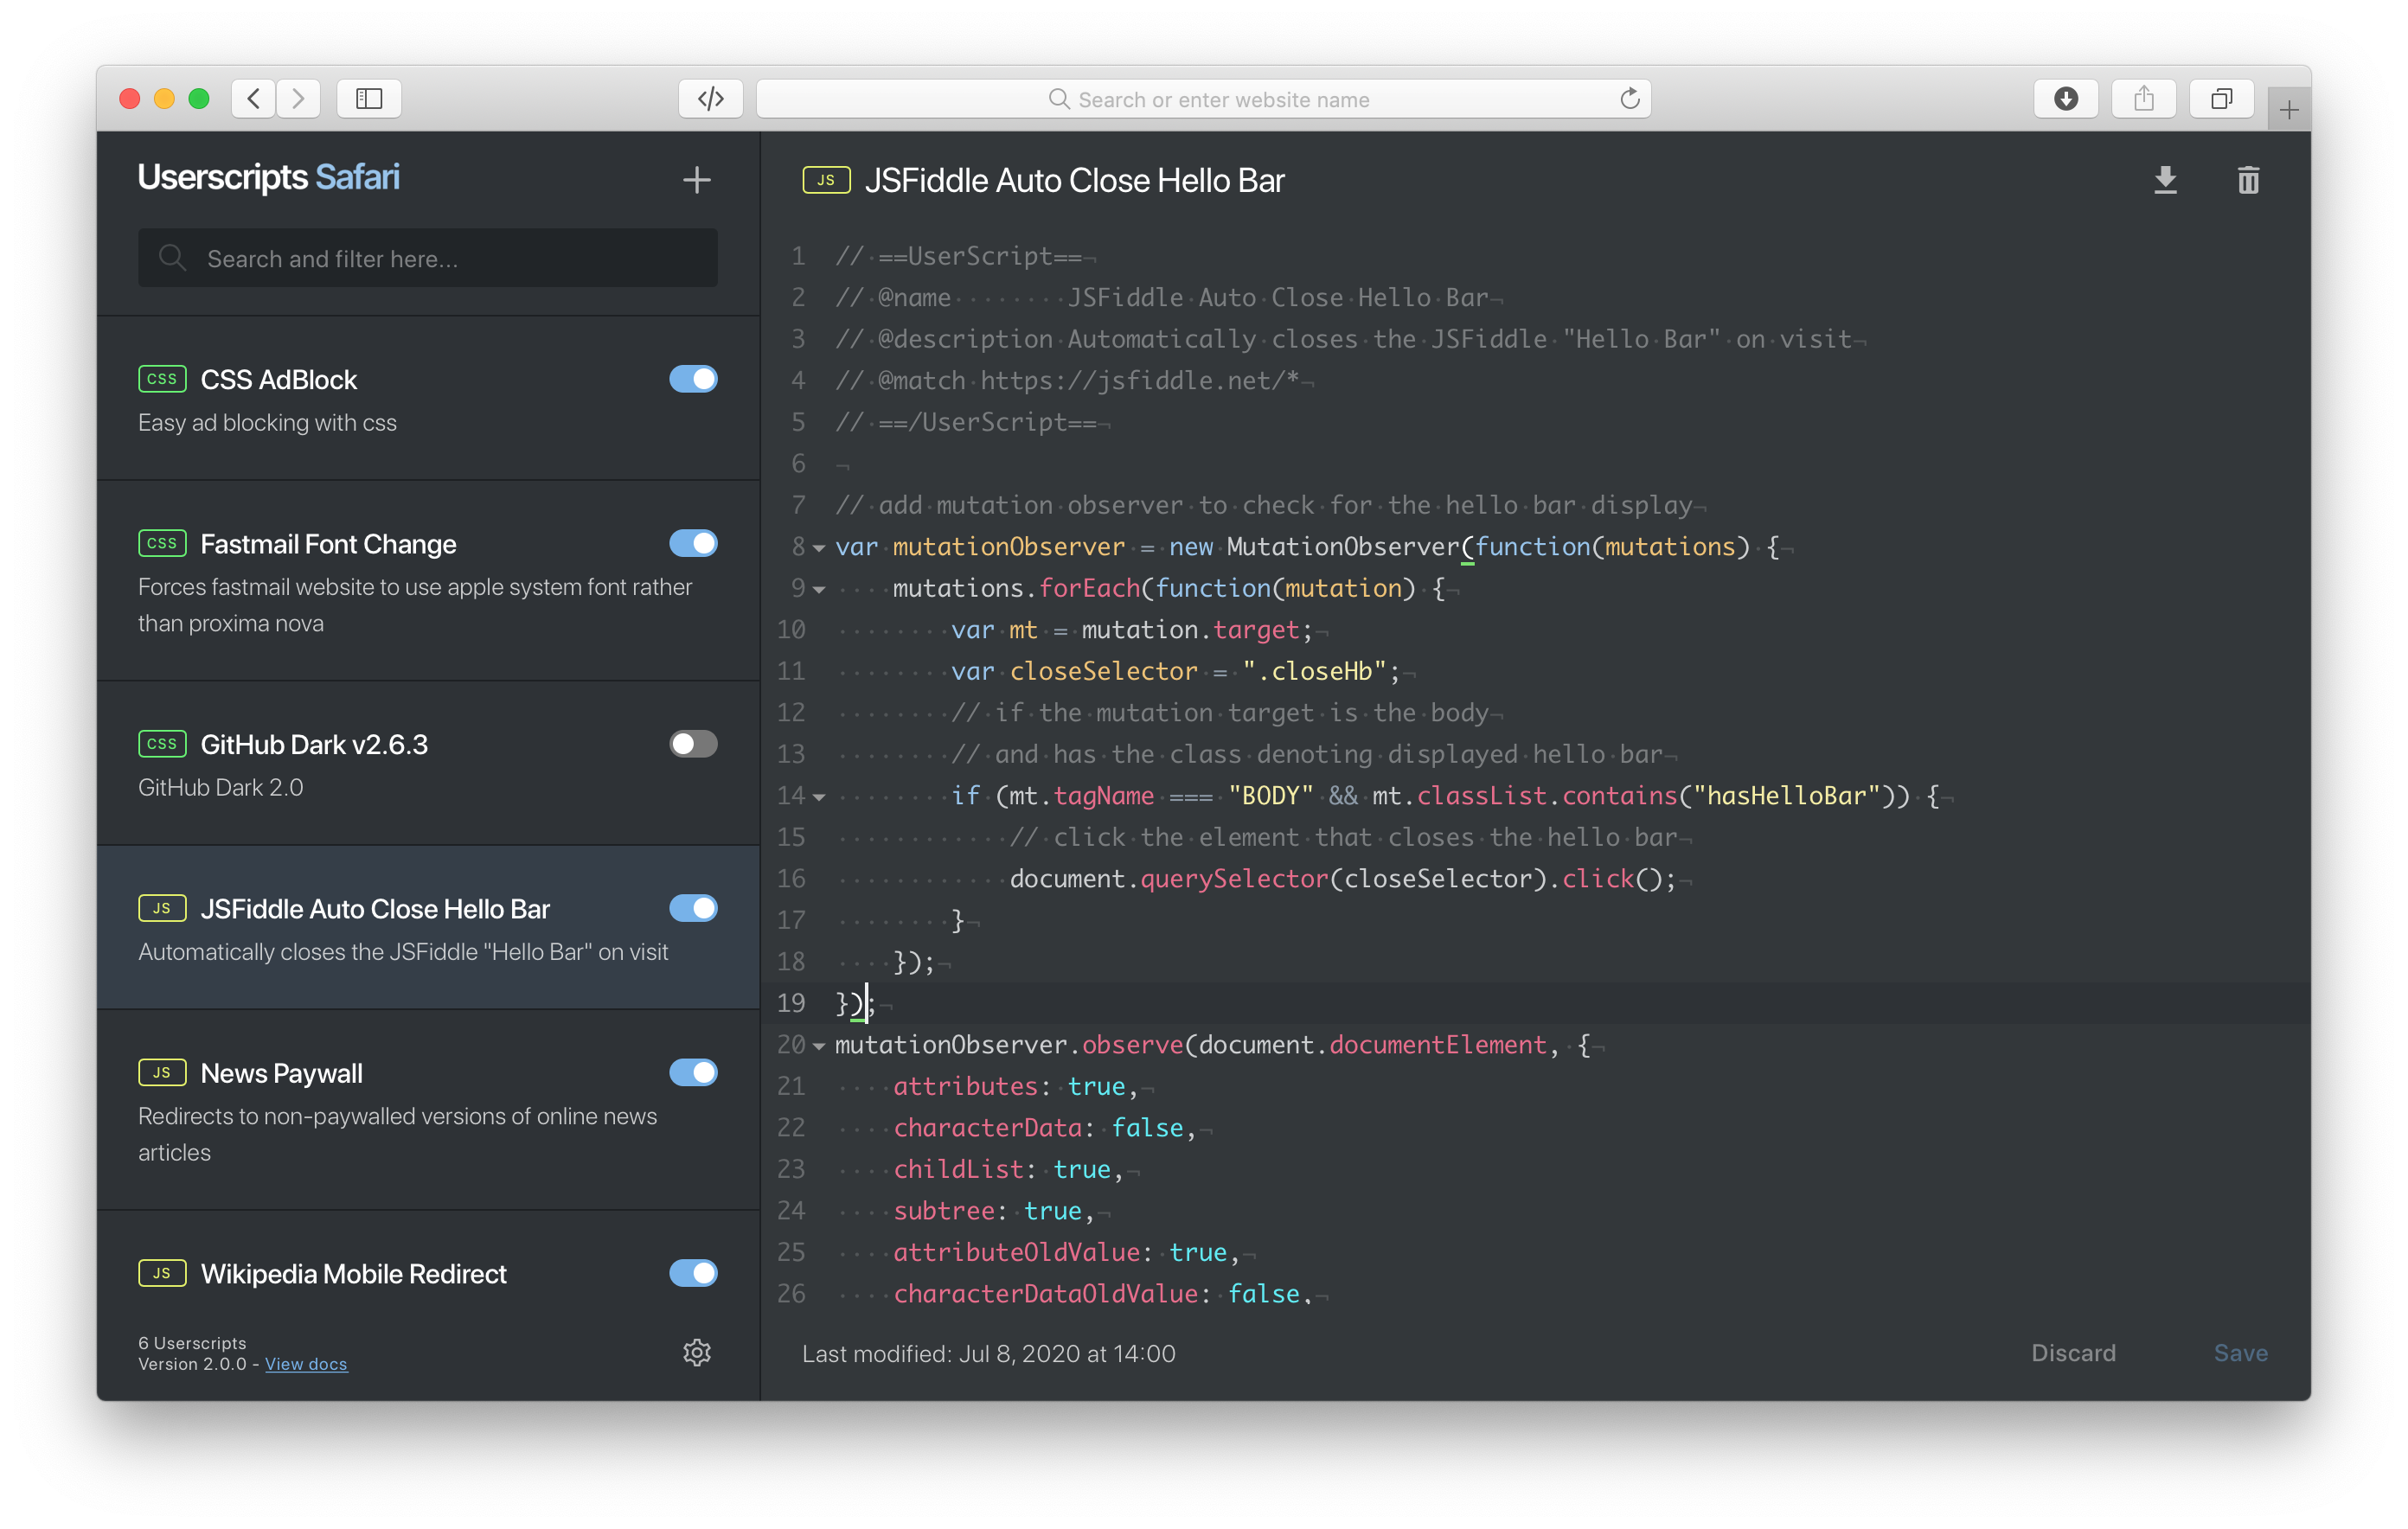 Search or enter website name
Userscripts Safari
Search and filter here...
CSS CSS AdBlock
Easy ad blocking with css
CSS Fastmail Font Change
Forces fastmail website to use apple system font rather
than proxima nova
CSS GitHub Dark v2.6.3
GitHub Dark 2.0
JS JSFiddle Auto Close Hello Bar
Automatically closes the JSFiddle "Hello Bar" on visit
JS News Paywall
Redirects to non-paywalled versions of online news
articles
JS Wikipedia Mobile Redirect
6 Userscripts
Version 2.0.0 - View docs
JS JSFiddle Auto Close Hello Bar
1 // ==UserScript==
2 // @name        JSFiddle Auto Close Hello Bar
3 // @description Automatically closes the JSFiddle "Hello Bar" on visit
4 // @match https://jsfiddle.net/*
5 // ==/UserScript==
6
7 // add mutation observer to check for the hello bar display
8 var mutationObserver = new MutationObserver(function(mutations) {
9     mutations.forEach(function(mutation) {
10         var mt = mutation.target;
11         var closeSelector = ".closeHb";
12         // if the mutation target is the body
13         // and has the class denoting displayed hello bar
14         if (mt.tagName === "BODY" && mt.classList.contains("hasHelloBar")) {
15             // click the element that closes the hello bar
16             document.querySelector(closeSelector).click();
17         }
18     });
19 });
20 mutationObserver.observe(document.documentElement, {
21     attributes: true,
22     characterData: false,
23     childList: true,
24     subtree: true,
25     attributeOldValue: true,
26     characterDataOldValue: false,
Last modified: Jul 8, 2020 at 14:00
Discard
Save